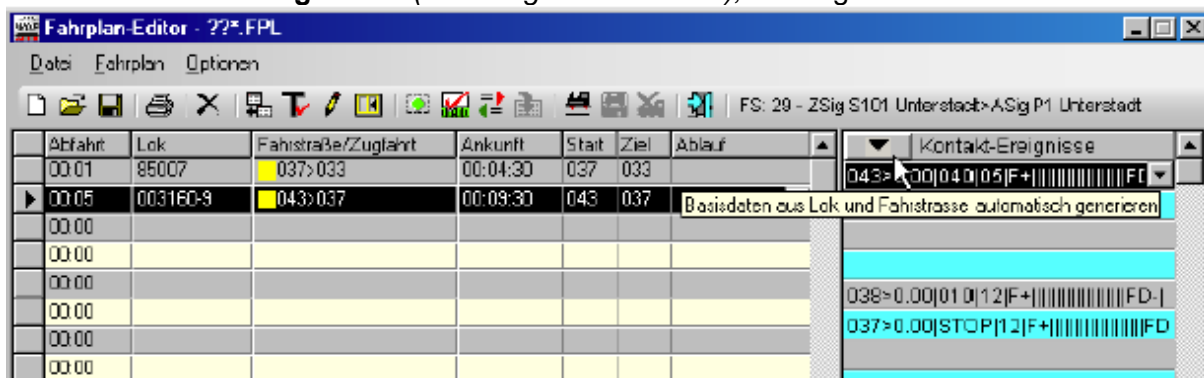 Fahrplan-Editor - ??*.FPL
Datei Fahrplan Optionen
FS: 29 - ZSig S101 Unterstadt>ASig P1 Unterstadt
Abfahrt Lok Fahrstraße/Zugfahrt Ankunft Start Ziel Ablauf Kontakt-Ereignisse
00:01 95007 037>033 00:04:30 037 033
00:05 003160-9 043>037 00:09:30 043 037
Basisdaten aus Lok und Fahrstrasse automatisch generieren
00:00
00:00
00:00
038>0.00|010|12|F+||||||||||||||FD-|
00:00
037>0.00|STOP|12|F+||||||||||||||FD
00:00
00:00